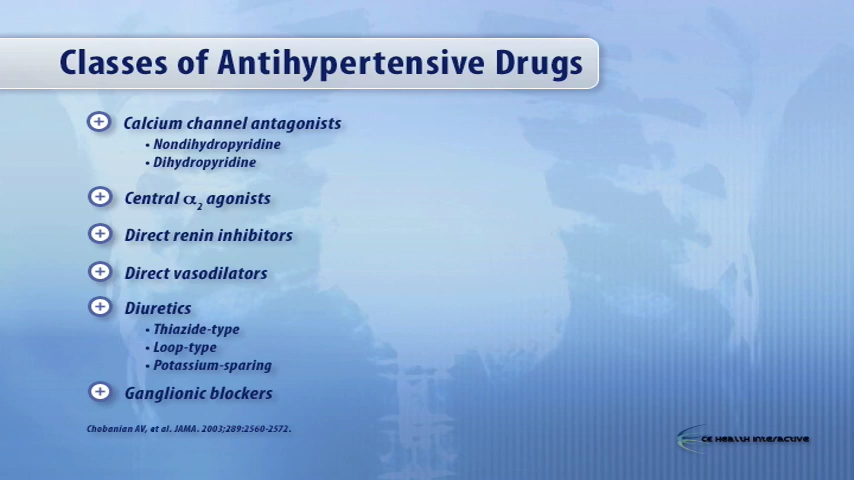 Classes of Antihypertensive Drugs
Calcium channel antagonists
• Nondihydropyridine
• Dihydropyridine
Central α2 agonists
Direct renin inhibitors
Direct vasodilators
Diuretics
• Thiazide-type
• Loop-type
• Potassium-sparing
Ganglionic blockers
Chobanian AV, et al. JAMA. 2003;289:2560-2572.
CE Health Interactive